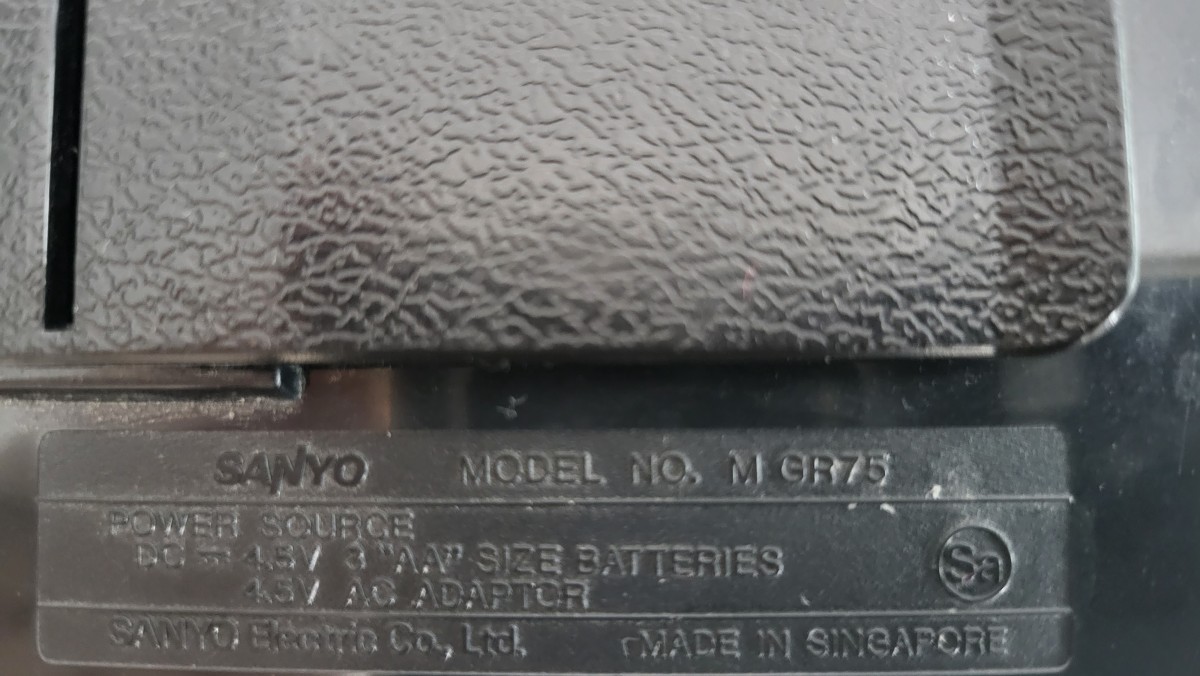 SANYO MODEL NO. M GR75
POWER SOURCE
DC ⎓ 4.5V 3 "AA" SIZE BATTERIES
4.5V AC ADAPTOR
Sa
SANYO Electric Co., Ltd. MADE IN SINGAPORE